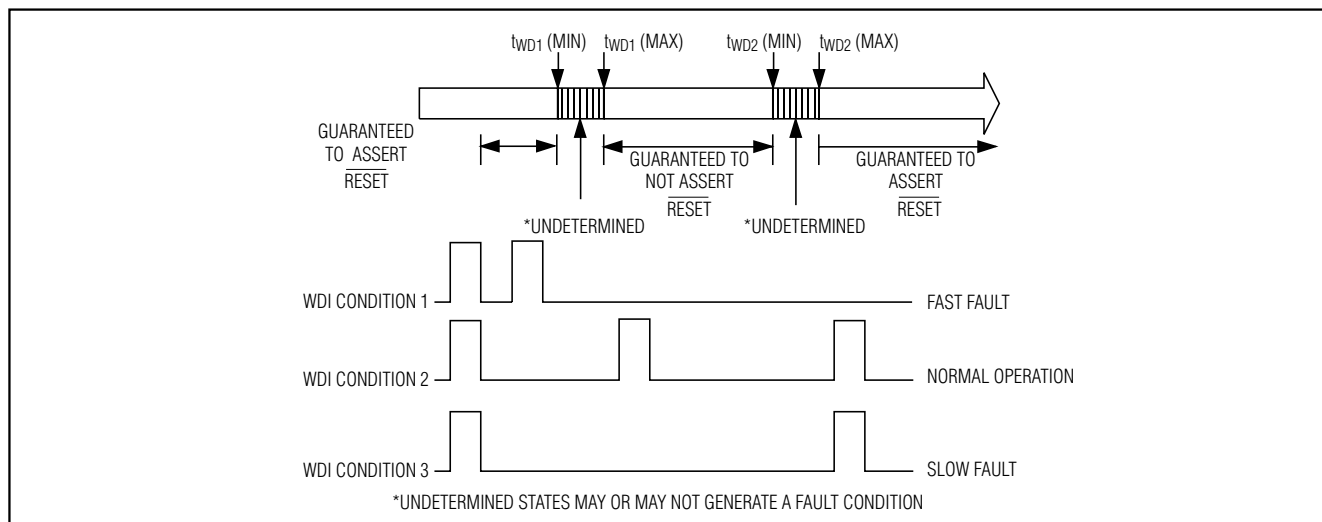 tWD1 (MIN) tWD1 (MAX) tWD2 (MIN) tWD2 (MAX)
GUARANTEED
TO ASSERT
RESET
GUARANTEED TO
NOT ASSERT
RESET
GUARANTEED TO
ASSERT
RESET
*UNDETERMINED
*UNDETERMINED
WDI CONDITION 1
FAST FAULT
WDI CONDITION 2
NORMAL OPERATION
WDI CONDITION 3
SLOW FAULT
*UNDETERMINED STATES MAY OR MAY NOT GENERATE A FAULT CONDITION